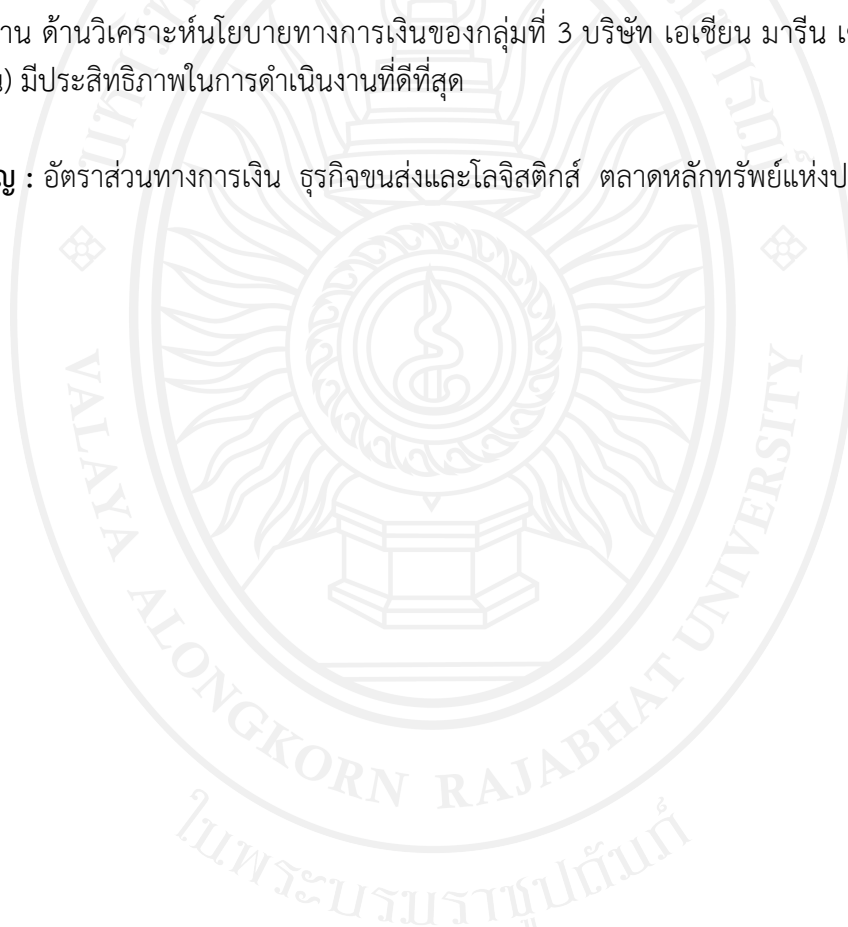 าน ด้านวิเคราะห์นโยบายทางการเงินของกลุ่มที่ 3 บริษัท เอเชียน มารีน เ
) มีประสิทธิภาพในการดำเนินงานที่ดีที่สุด
ญ : อัตราส่วนทางการเงิน ธุรกิจขนส่งและโลจิสติกส์ ตลาดหลักทรัพย์แห่งป
VALAYA ALONGKORN RAJABHAT UNIVERSITY
ในพระบรมราชูปถัมภ์